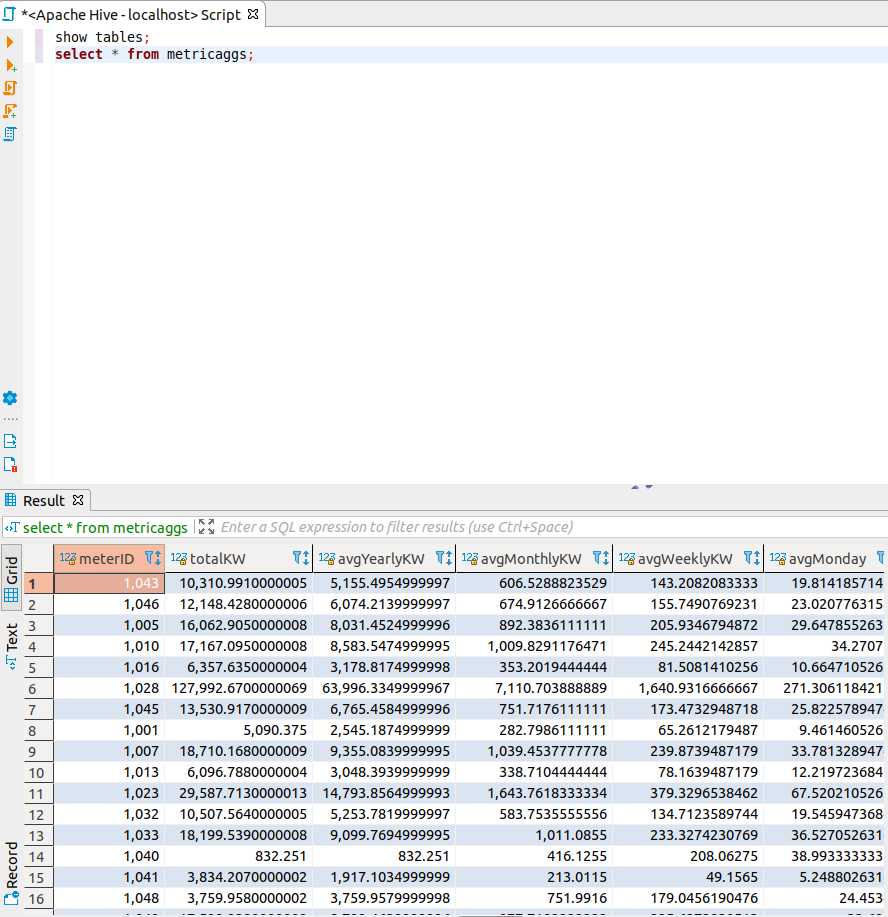 *<Apache Hive - localhost> Script
show tables;
select * from metricaggs;
Result
select * from metricaggs Enter a SQL expression to filter results (use Ctrl+Space)
Grid
Text
Record
123 meterID 123 totalKW 123 avgYearlyKW 123 avgMonthlyKW 123 avgWeeklyKW 123 avgMonday
1 1,043 10,310.9910000005 5,155.4954999997 606.5288823529 143.2082083333 19.814185714
2 1,046 12,148.4280000006 6,074.2139999997 674.9126666667 155.7490769231 23.020776315
3 1,005 16,062.9050000008 8,031.4524999996 892.3836111111 205.9346794872 29.647855263
4 1,010 17,167.0950000008 8,583.5474999995 1,009.8291176471 245.2442142857 34.2707
5 1,016 6,357.6350000004 3,178.8174999998 353.2019444444 81.5081410256 10.664710526
6 1,028 127,992.6700000069 63,996.3349999967 7,110.703888889 1,640.9316666667 271.306118421
7 1,045 13,530.9170000009 6,765.4584999996 751.7176111111 173.4732948718 25.822578947
8 1,001 5,090.375 2,545.1874999999 282.7986111111 65.2612179487 9.461460526
9 1,007 18,710.1680000009 9,355.0839999995 1,039.4537777778 239.8739487179 33.781328947
10 1,013 6,096.7880000004 3,048.3939999999 338.7104444444 78.1639487179 12.219723684
11 1,023 29,587.7130000013 14,793.8564999993 1,643.7618333334 379.3296538462 67.520210526
12 1,032 10,507.5640000005 5,253.7819999997 583.7535555556 134.7123589744 19.545947368
13 1,033 18,199.5390000008 9,099.7694999995 1,011.0855 233.3274230769 36.527052631
14 1,040 832.251 832.251 416.1255 208.06275 38.993333333
15 1,041 3,834.2070000002 1,917.1034999999 213.0115 49.1565 5.248802631
16 1,048 3,759.9580000002 3,759.9579999998 751.9916 179.0456190476 24.453